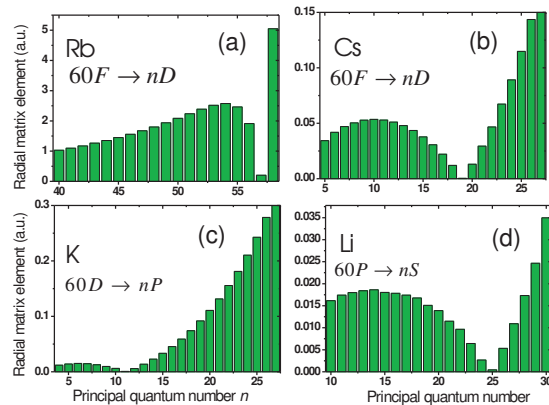 Radial matrix element (a.u.)
5
4
3
2
1
0
Rb
(a)
60F → nD
40 45 50 55
0.15
0.10
0.05
0.00
Cs
(b)
60F → nD
5 10 15 20 25
Radial matrix element (a.u.)
0.3
0.2
0.1
0.0
K
(c)
60D → nP
5 10 15 20 25
Principal quantum number n
0.035
0.030
0.025
0.020
0.015
0.010
0.005
0.000
Li
(d)
60P → nS
10 15 20 25 30
Principal quantum number